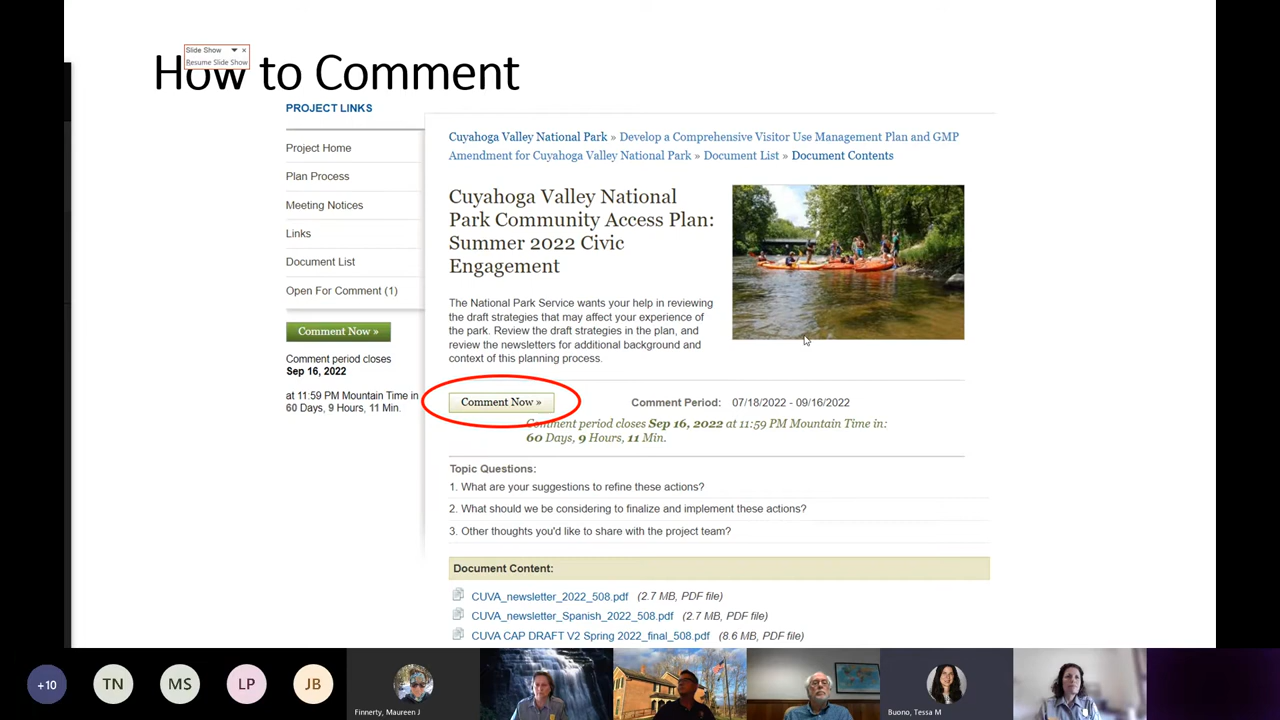 Slide Show
Resume Slide Show
How to Comment
PROJECT LINKS
Project Home
Plan Process
Meeting Notices
Links
Document List
Open For Comment (1)
Comment Now »
Comment period closes
Sep 16, 2022
at 11:59 PM Mountain Time in
60 Days, 9 Hours, 11 Min.
Cuyahoga Valley National Park » Develop a Comprehensive Visitor Use Management Plan and GMP
Amendment for Cuyahoga Valley National Park » Document List » Document Contents
Cuyahoga Valley National
Park Community Access Plan:
Summer 2022 Civic
Engagement
The National Park Service wants your help in reviewing
the draft strategies that may affect your experience of
the park. Review the draft strategies in the plan, and
review the newsletters for additional background and
context of this planning process.
Comment Now » Comment Period: 07/18/2022 - 09/16/2022
Comment period closes Sep 16, 2022 at 11:59 PM Mountain Time in:
60 Days, 9 Hours, 11 Min.
Topic Questions:
1. What are your suggestions to refine these actions?
2. What should we be considering to finalize and implement these actions?
3. Other thoughts you'd like to share with the project team?
Document Content:
CUVA_newsletter_2022_508.pdf (2.7 MB, PDF file)
CUVA_newsletter_Spanish_2022_508.pdf (2.7 MB, PDF file)
CUVA CAP DRAFT V2 Spring 2022_final_508.pdf (8.6 MB, PDF file)
+10 TN MS LP JB
Finnerty, Maureen J
Buono, Tessa M